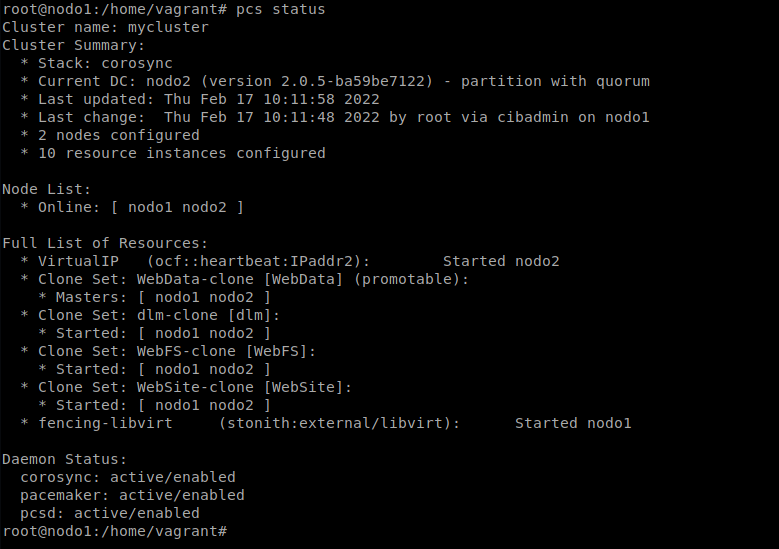 root@nodo1:/home/vagrant# pcs status
Cluster name: mycluster
Cluster Summary:
  * Stack: corosync
  * Current DC: nodo2 (version 2.0.5-ba59be7122) - partition with quorum
  * Last updated: Thu Feb 17 10:11:58 2022
  * Last change:  Thu Feb 17 10:11:48 2022 by root via cibadmin on nodo1
  * 2 nodes configured
  * 10 resource instances configured

Node List:
  * Online: [ nodo1 nodo2 ]

Full List of Resources:
  * VirtualIP   (ocf::heartbeat:IPaddr2):        Started nodo2
  * Clone Set: WebData-clone [WebData] (promotable):
    * Masters: [ nodo1 nodo2 ]
  * Clone Set: dlm-clone [dlm]:
    * Started: [ nodo1 nodo2 ]
  * Clone Set: WebFS-clone [WebFS]:
    * Started: [ nodo1 nodo2 ]
  * Clone Set: WebSite-clone [WebSite]:
    * Started: [ nodo1 nodo2 ]
  * fencing-libvirt     (stonith:external/libvirt):      Started nodo1

Daemon Status:
  corosync: active/enabled
  pacemaker: active/enabled
  pcsd: active/enabled
root@nodo1:/home/vagrant#